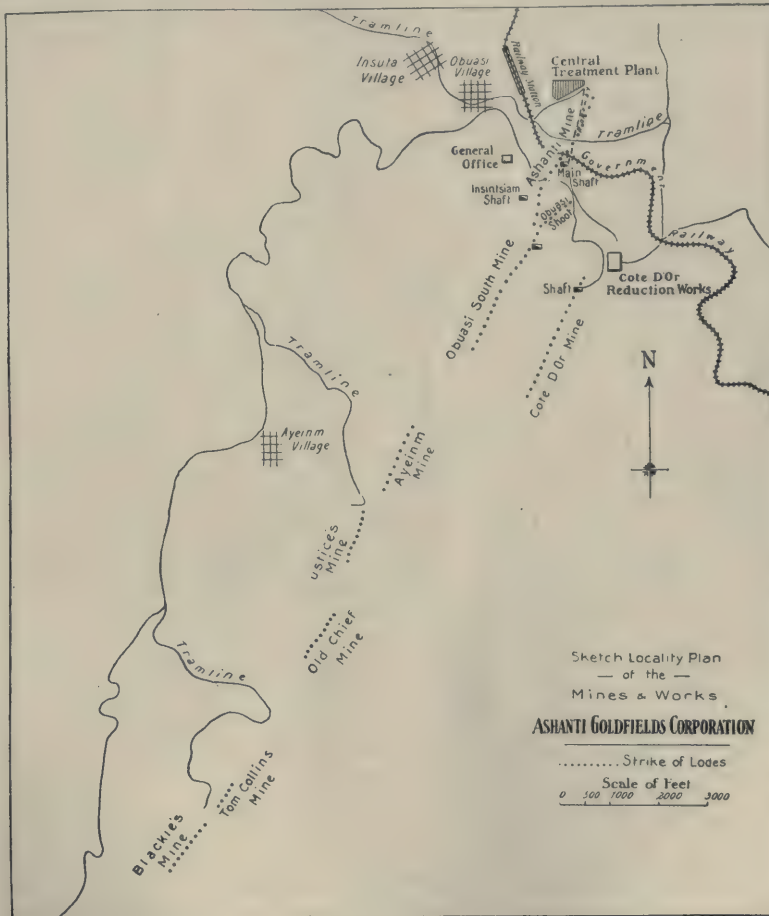 Tramline
Insuta
Village
Obuasi
Village
Railway Station
Central
Treatment Plant
Tramline
Ashanti Mine
Government
Railway
General
Office
Main
Shaft
Insintsiam
Shaft
Obuasi
Shoot
Obuasi South Mine
Shaft
Cote D'Or
Reduction Works
Cote D'Or Mine
Tramline
N
Ayeinm
Village
Ayeinm
Mine
ustice's
Mine
Old Chief
Mine
Tramline
Tom Collins
Mine
Blackie's
Mine
Sketch Locality Plan
— of the —
Mines & Works
ASHANTI GOLDFIELDS CORPORATION
.......... Strike of Lodes
Scale of Feet
0 500 1000 2000 3000